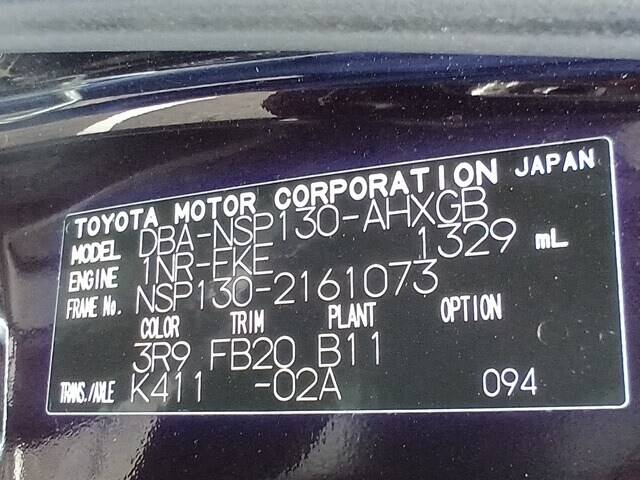 TOYOTA MOTOR CORPORATION JAPAN
MODEL DBA-NSP130-AHXGB
ENGINE 1NR-FKE 1329 mL
FRAME No. NSP130-2161073
COLOR TRIM PLANT OPTION
3R9 FB20 B11
TRANS./AXLE K411 -02A 094